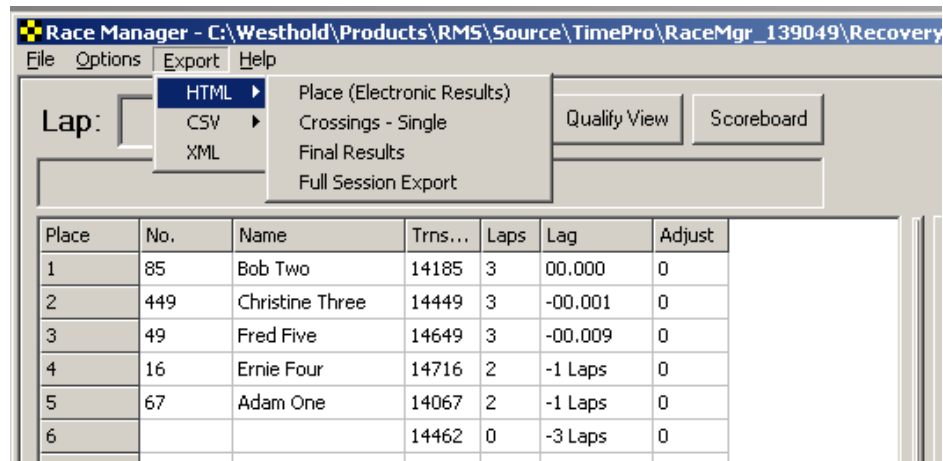 Race Manager - C:\Westhold\Products\RMS\Source\TimePro\RaceMgr_139049\Recovery
File Options Export Help
HTML Place (Electronic Results)
CSV Crossings - Single
XML Final Results
Full Session Export
Lap: Qualify View Scoreboard
Place No. Name Trns... Laps Lag Adjust
1 85 Bob Two 14185 3 00.000 0
2 449 Christine Three 14449 3 -00.001 0
3 49 Fred Five 14649 3 -00.009 0
4 16 Ernie Four 14716 2 -1 Laps 0
5 67 Adam One 14067 2 -1 Laps 0
6 14462 0 -3 Laps 0